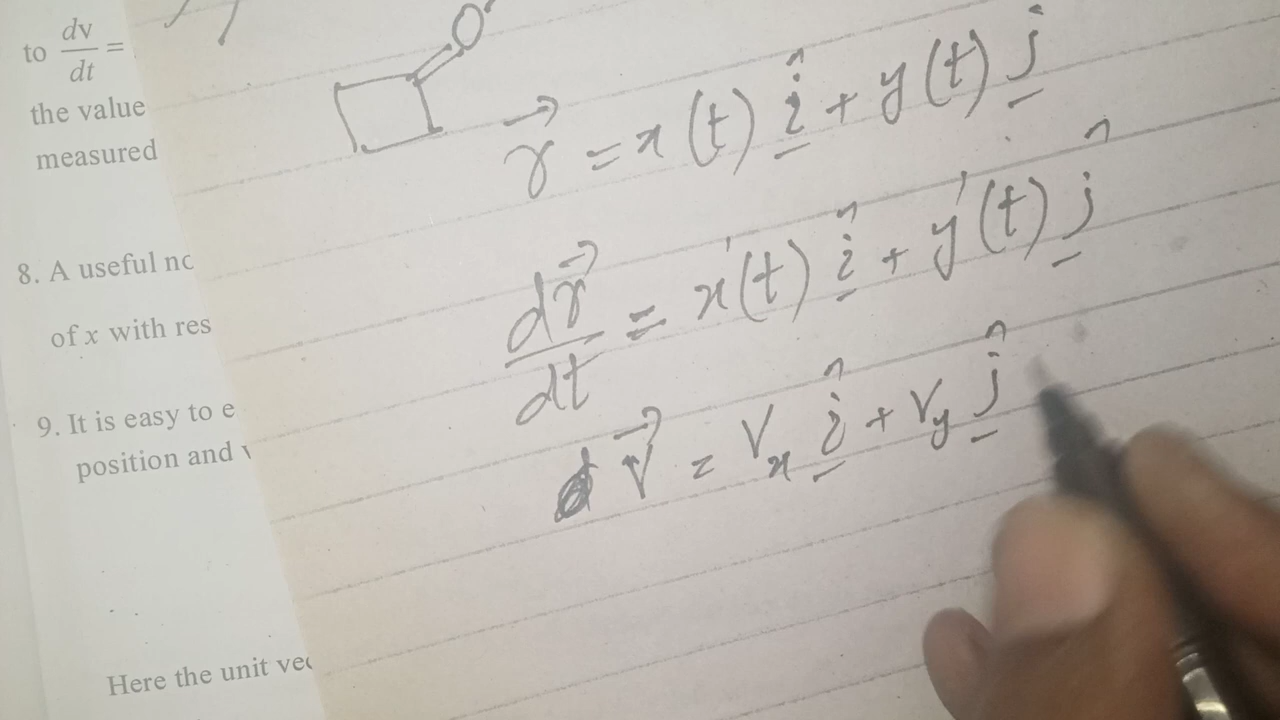 to dv/dt =
the value
measured
8. A useful no
of x with res
9. It is easy to e
position and v
Here the unit vec
O
r⃗ = x(t) î + y(t) ĵ
dr⃗/dt = x'(t) î + y'(t) ĵ
V⃗ = Vx î + Vy ĵ